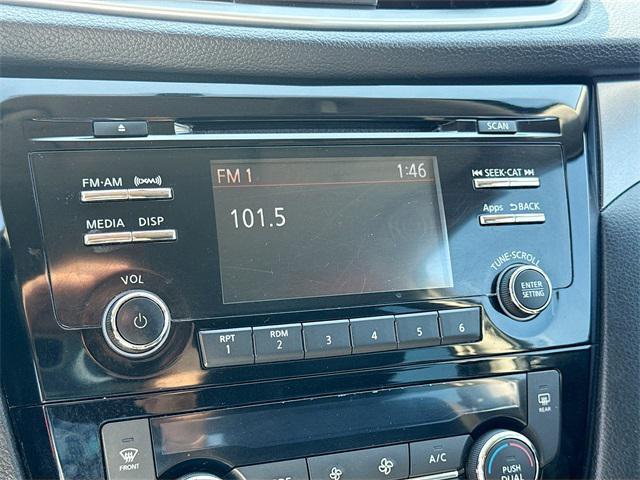 SCAN
FM·AM ((XM))
FM 1 1:46
SEEK·CAT
MEDIA DISP
101.5
Apps BACK
VOL
TUNE·SCROLL
ENTER
SETTING
RPT
1
RDM
2
3
4
5
6
REAR
FRONT
A/C
PUSH
DUAL